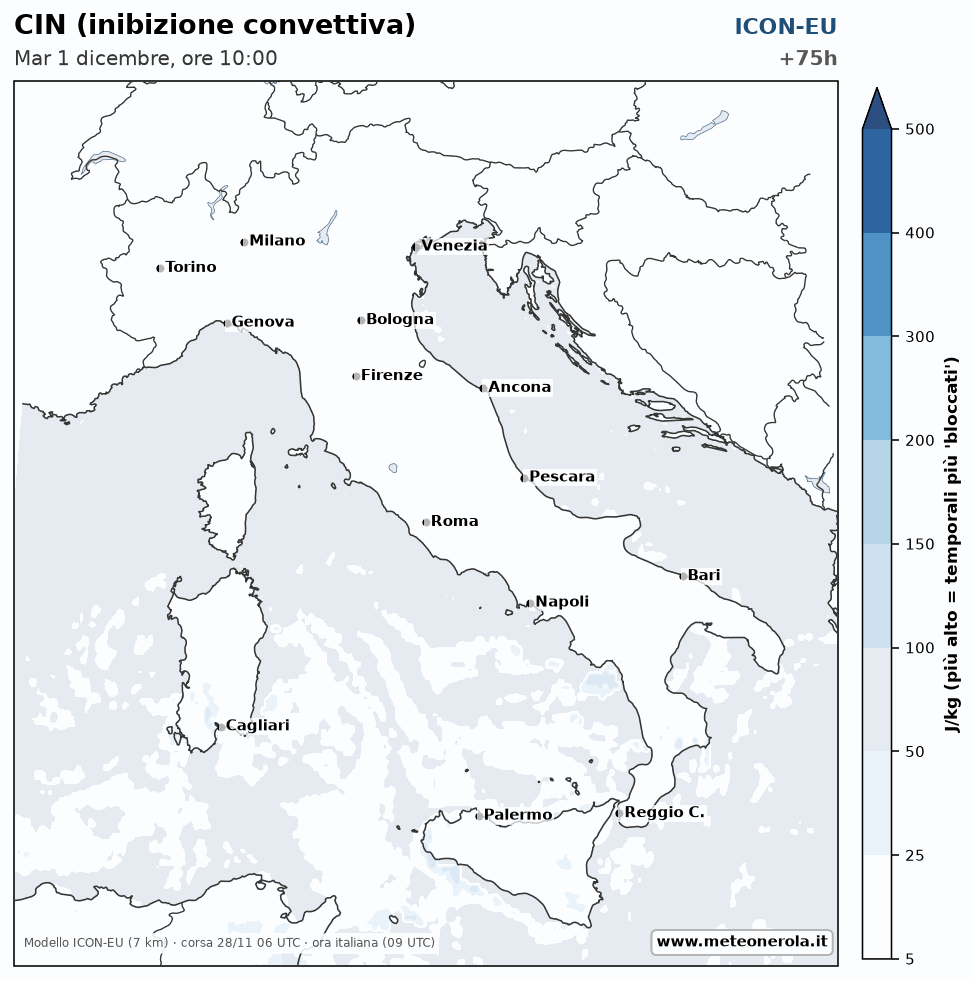 CIN (inibizione convettiva)
ICON-EU
Mar 1 dicembre, ore 10:00
+75h
Milano
Venezia
Torino
Genova
Bologna
Firenze
Ancona
Pescara
Roma
Bari
Napoli
Cagliari
Palermo
Reggio C.
Modello ICON-EU (7 km) · corsa 28/11 06 UTC · ora italiana (09 UTC)
www.meteonerola.it
500
400
300
200
150
100
50
25
5
J/kg (più alto = temporali più 'bloccati')